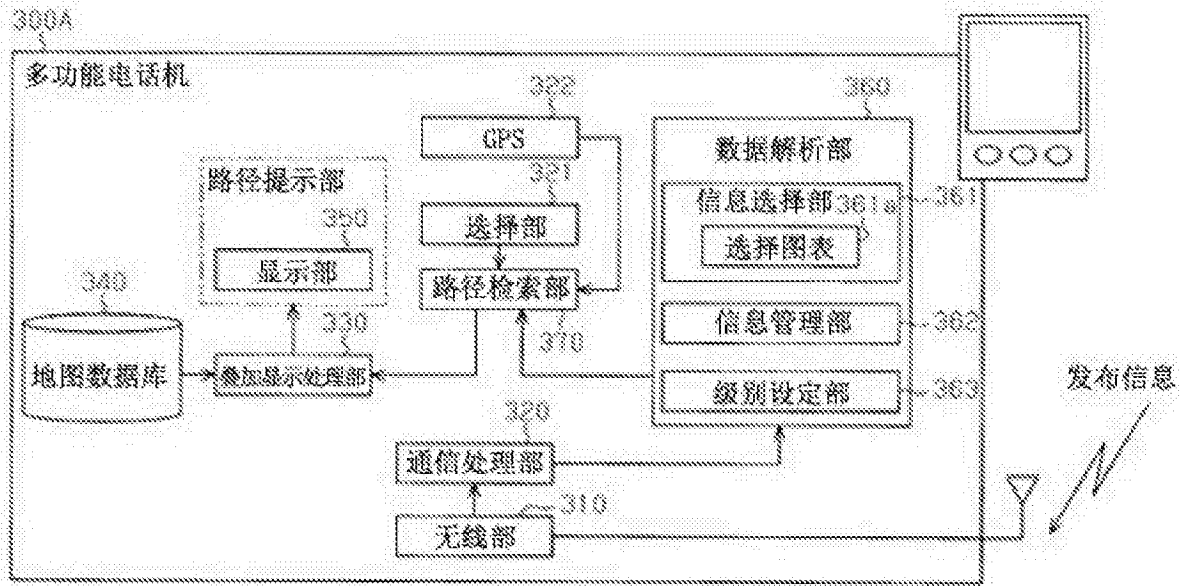 300A
多功能电话机
322
GPS
360
数据解析部
路径提示部
321
信息选择部
361a
361
350
选择部
选择图表
显示部
340
路径检索部
330
370
信息管理部
362
地图数据库
叠加显示处理部
级别设定部
363
发布信息
320
通信处理部
310
无线部